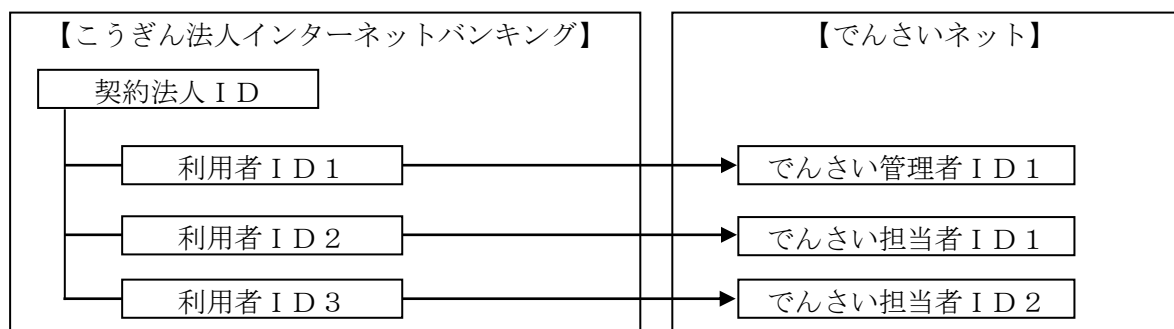 【こうぎん法人インターネットバンキング】
【でんさいネット】
契約法人ＩＤ
利用者ＩＤ１
でんさい管理者ＩＤ１
利用者ＩＤ２
でんさい担当者ＩＤ１
利用者ＩＤ３
でんさい担当者ＩＤ２